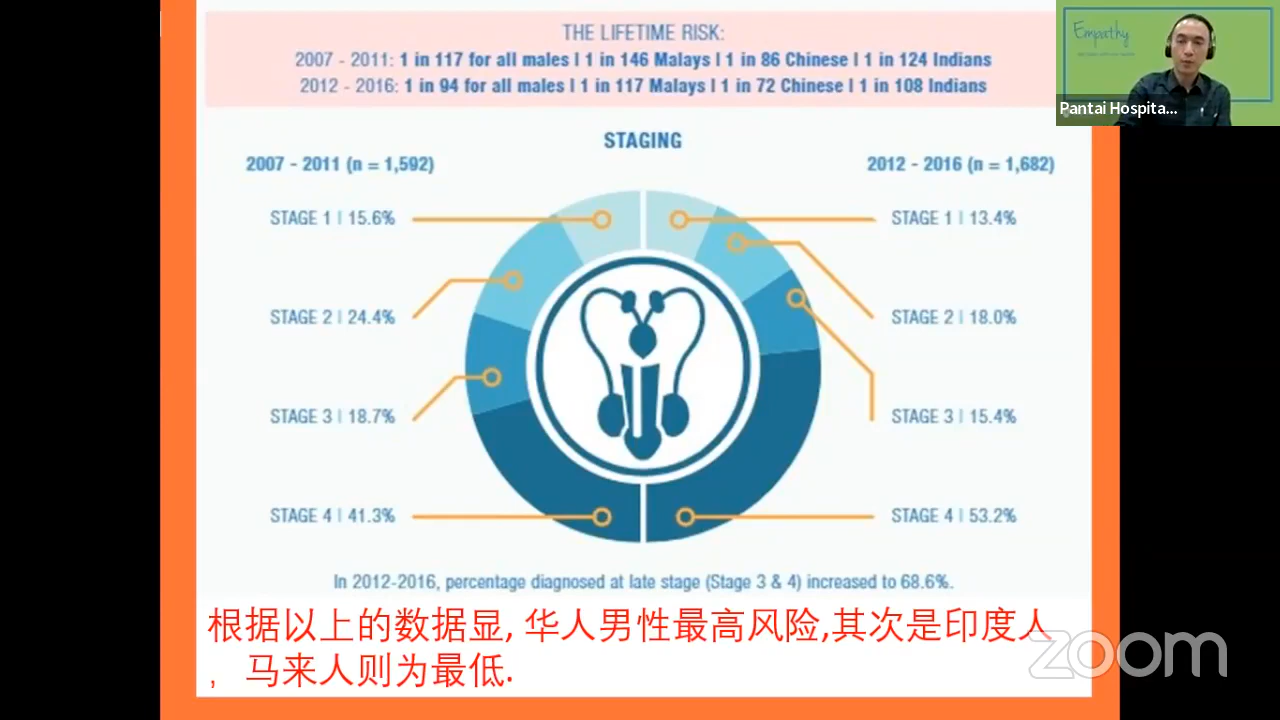 THE LIFETIME RISK:
2007 - 2011: 1 in 117 for all males I 1 in 146 Malays I 1 in 86 Chinese I 1 in 124 Indians
2012 - 2016: 1 in 94 for all males I 1 in 117 Malays I 1 in 72 Chinese I 1 in 108 Indians
Empathy
Pantai Hospita...
STAGING
2007 - 2011 (n = 1,592)
2012 - 2016 (n = 1,682)
STAGE 1 | 15.6%
STAGE 1 | 13.4%
STAGE 2 | 24.4%
STAGE 2 | 18.0%
STAGE 3 | 18.7%
STAGE 3 | 15.4%
STAGE 4 | 41.3%
STAGE 4 | 53.2%
In 2012-2016, percentage diagnosed at late stage (Stage 3 & 4) increased to 68.6%.
根据以上的数据显, 华人男性最高风险,其次是印度人
，马来人则为最低.
zoom